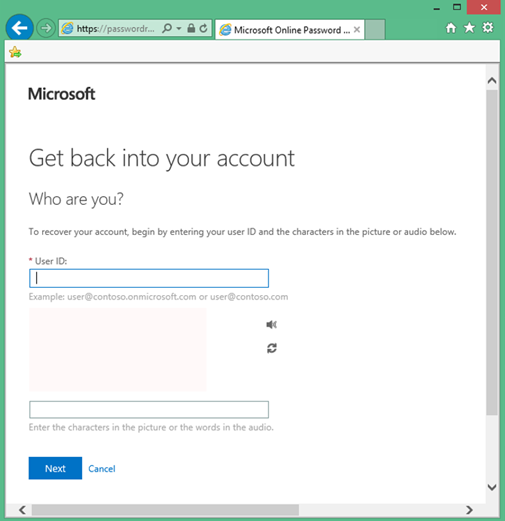 https://passwordr...
Microsoft Online Password ...
Microsoft
Get back into your account
Who are you?
To recover your account, begin by entering your user ID and the characters in the picture or audio below.
* User ID:
Example: user@contoso.onmicrosoft.com or user@contoso.com
Enter the characters in the picture or the words in the audio.
Next Cancel